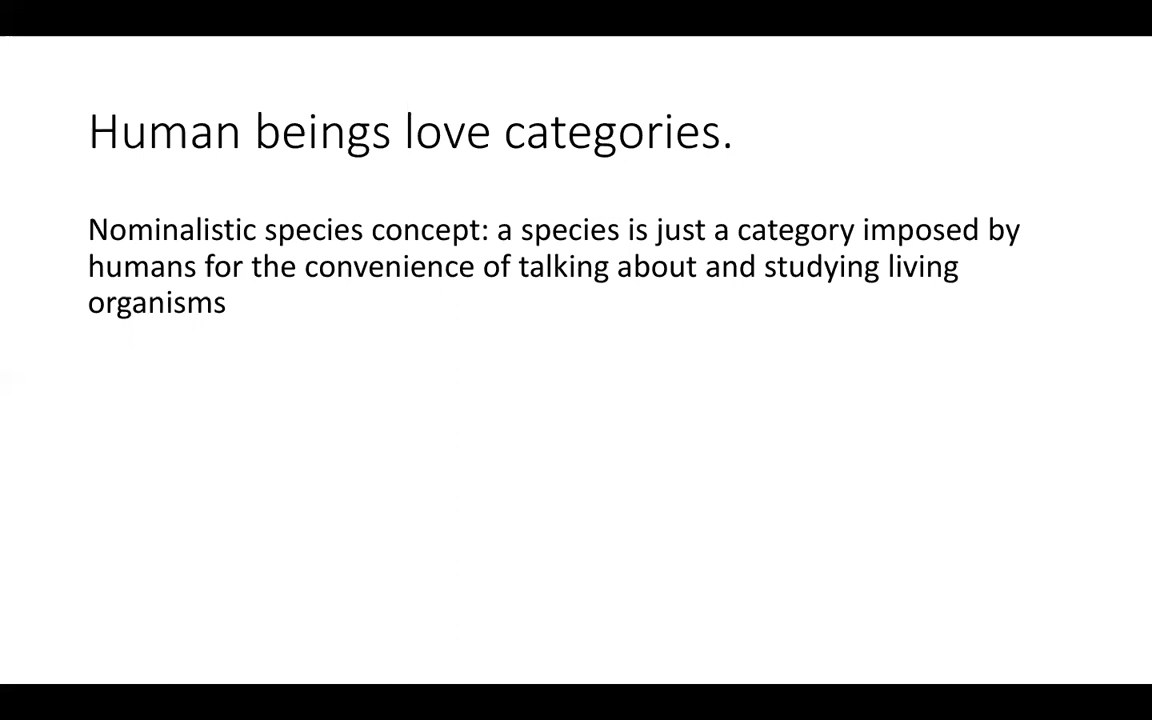 Human beings love categories.
Nominalistic species concept: a species is just a category imposed by
humans for the convenience of talking about and studying living
organisms